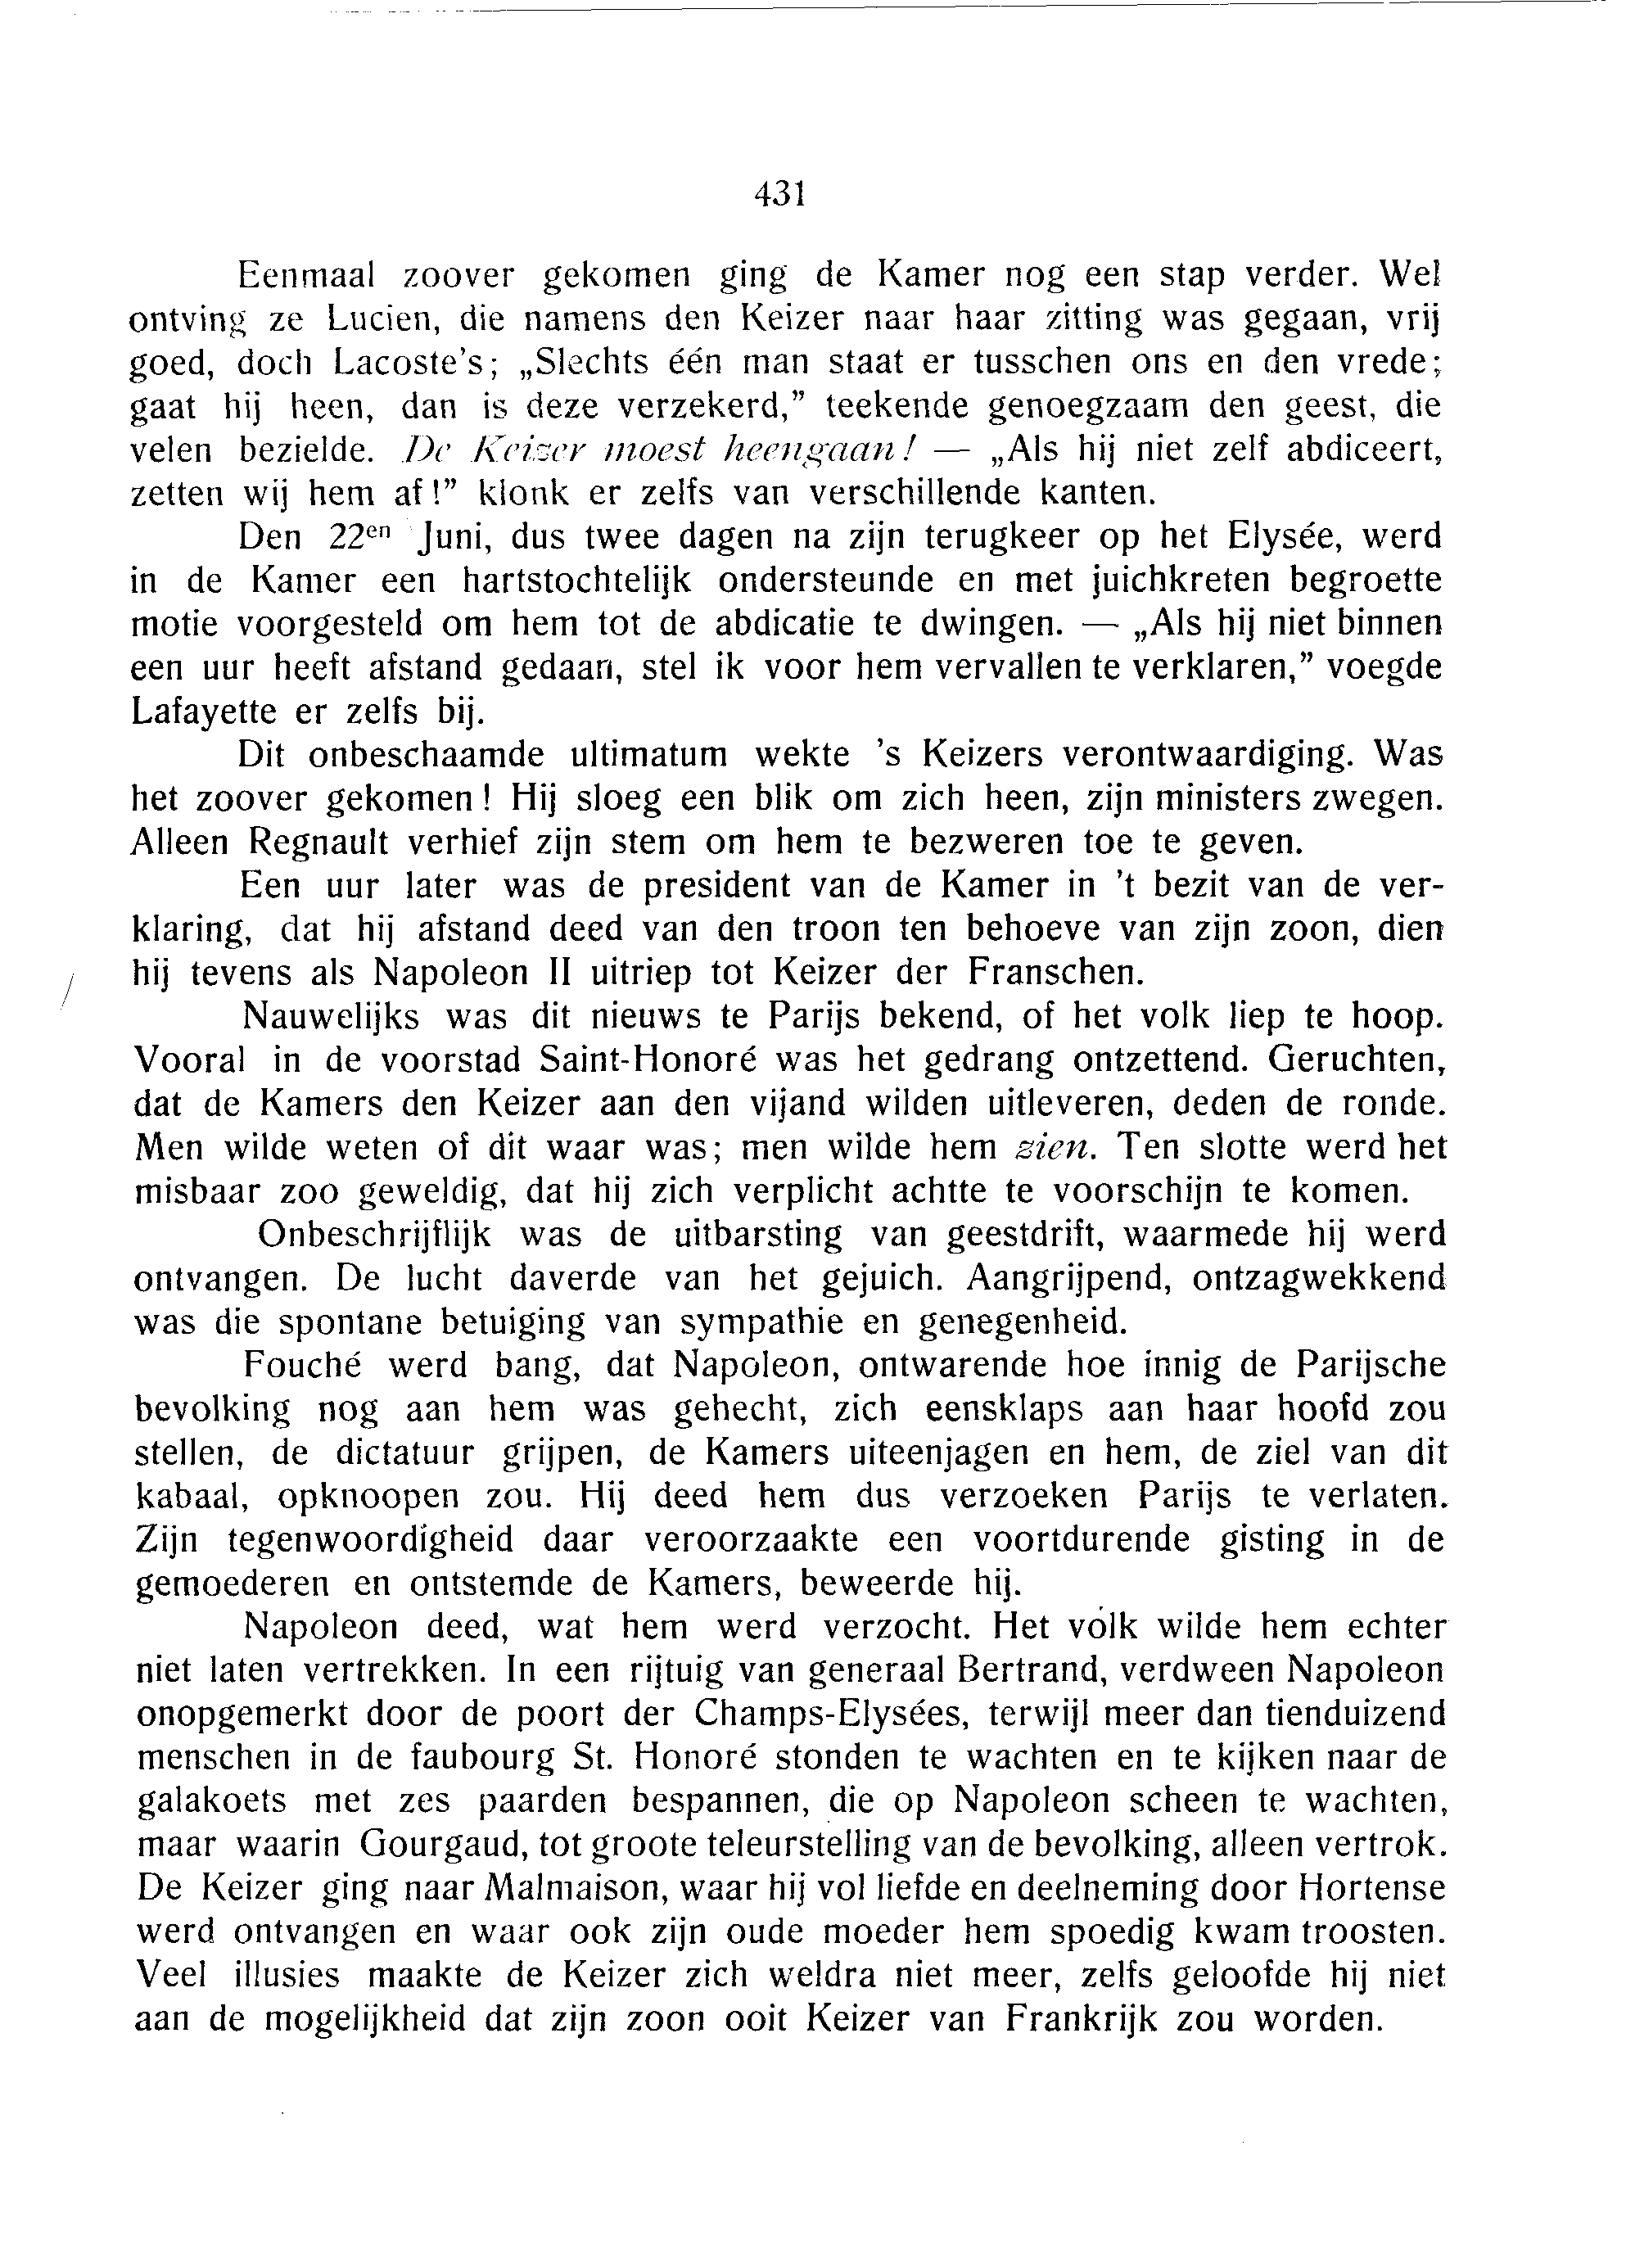 431
Eenmaal zoover gekomen ging de Kamer nog een stap verder. Wel
ontving ze Lucien, die namens den Keizer naar haar zitting was gegaan, vrij
goed, doch Lacoste's; „Slechts één man staat er tusschen ons en den vrede;
gaat hij heen, dan is deze verzekerd,” teekende genoegzaam den geest, die
velen bezielde. De Keizer moest heengaan! — „Als hij niet zelf abdiceert,
zetten wij hem af!” klonk er zelfs van verschillende kanten.
Den 22en Juni, dus twee dagen na zijn terugkeer op het Elysée, werd
in de Kamer een hartstochtelijk ondersteunde en met juichkreten begroette
motie voorgesteld om hem tot de abdicatie te dwingen. — „Als hij niet binnen
een uur heeft afstand gedaan, stel ik voor hem vervallen te verklaren,” voegde
Lafayette er zelfs bij.
Dit onbeschaamde ultimatum wekte 's Keizers verontwaardiging. Was
het zoover gekomen! Hij sloeg een blik om zich heen, zijn ministers zwegen.
Alleen Regnault verhief zijn stem om hem te bezweren toe te geven.
Een uur later was de president van de Kamer in 't bezit van de ver-
klaring, dat hij afstand deed van den troon ten behoeve van zijn zoon, dien
hij tevens als Napoleon II uitriep tot Keizer der Franschen.
Nauwelijks was dit nieuws te Parijs bekend, of het volk liep te hoop.
Vooral in de voorstad Saint-Honoré was het gedrang ontzettend. Geruchten,
dat de Kamers den Keizer aan den vijand wilden uitleveren, deden de ronde.
Men wilde weten of dit waar was; men wilde hem zien. Ten slotte werd het
misbaar zoo geweldig, dat hij zich verplicht achtte te voorschijn te komen.
Onbeschrijflijk was de uitbarsting van geestdrift, waarmede hij werd
ontvangen. De lucht daverde van het gejuich. Aangrijpend, ontzagwekkend
was die spontane betuiging van sympathie en genegenheid.
Fouché werd bang, dat Napoleon, ontwarende hoe innig de Parijsche
bevolking nog aan hem was gehecht, zich eensklaps aan haar hoofd zou
stellen, de dictatuur grijpen, de Kamers uiteenjagen en hem, de ziel van dit
kabaal, opknoopen zou. Hij deed hem dus verzoeken Parijs te verlaten.
Zijn tegenwoordigheid daar veroorzaakte een voortdurende gisting in de
gemoederen en ontstemde de Kamers, beweerde hij.
Napoleon deed, wat hem werd verzocht. Het volk wilde hem echter
niet laten vertrekken. In een rijtuig van generaal Bertrand, verdween Napoleon
onopgemerkt door de poort der Champs-Elysées, terwijl meer dan tienduizend
menschen in de faubourg St. Honoré stonden te wachten en te kijken naar de
galakoets met zes paarden bespannen, die op Napoleon scheen te wachten,
maar waarin Gourgaud, tot groote teleurstelling van de bevolking, alleen vertrok.
De Keizer ging naar Malmaison, waar hij vol liefde en deelneming door Hortense
werd ontvangen en waar ook zijn oude moeder hem spoedig kwam troosten.
Veel illusies maakte de Keizer zich weldra niet meer, zelfs geloofde hij niet
aan de mogelijkheid dat zijn zoon ooit Keizer van Frankrijk zou worden.